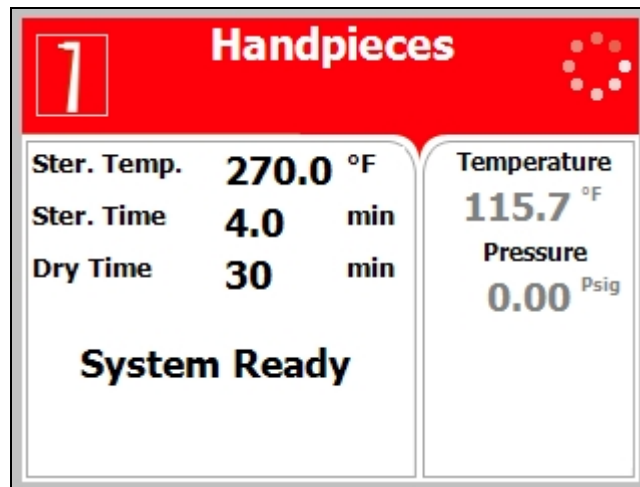 Handpieces
Ster. Temp. 270.0 °F
Ster. Time 4.0 min
Dry Time 30 min
System Ready
Temperature
115.7 °F
Pressure
0.00 Psig